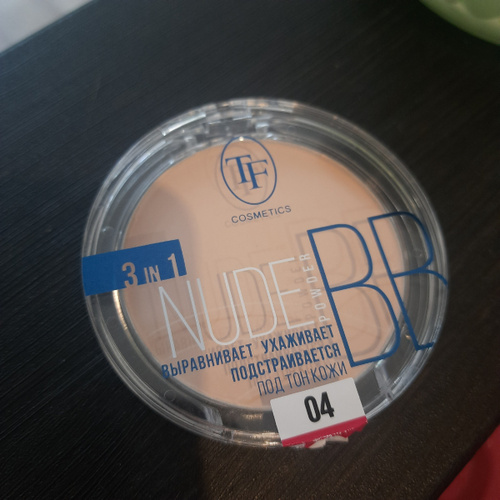 TF
COSMETICS
3 IN 1
NUDE
POWDER
BB
ВЫРАВНИВАЕТ УХАЖИВАЕТ
ПОДСТРАИВАЕТСЯ
ПОД ТОН КОЖИ
04